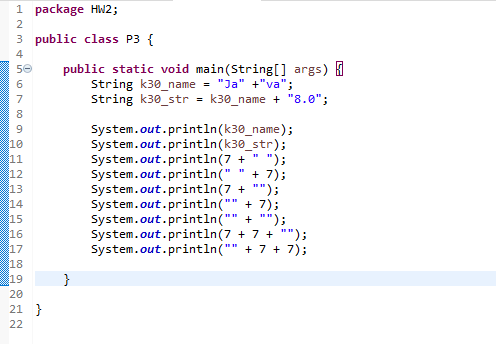 1 package HW2;
2
3 public class P3 {
4
5 public static void main(String[] args) {
6 String k30_name = "Ja" +"va";
7 String k30_str = k30_name + "8.0";
8
9 System.out.println(k30_name);
10 System.out.println(k30_str);
11 System.out.println(7 + " ");
12 System.out.println(" " + 7);
13 System.out.println(7 + "");
14 System.out.println("" + 7);
15 System.out.println("" + "");
16 System.out.println(7 + 7 + "");
17 System.out.println("" + 7 + 7);
18
19 }
20
21 }
22